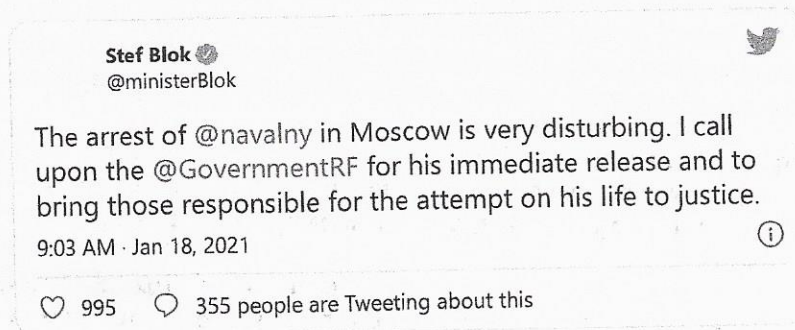 Stef Blok
@ministerBlok
The arrest of @navalny in Moscow is very disturbing. I call
upon the @GovernmentRF for his immediate release and to
bring those responsible for the attempt on his life to justice.
9:03 AM · Jan 18, 2021
995 355 people are Tweeting about this